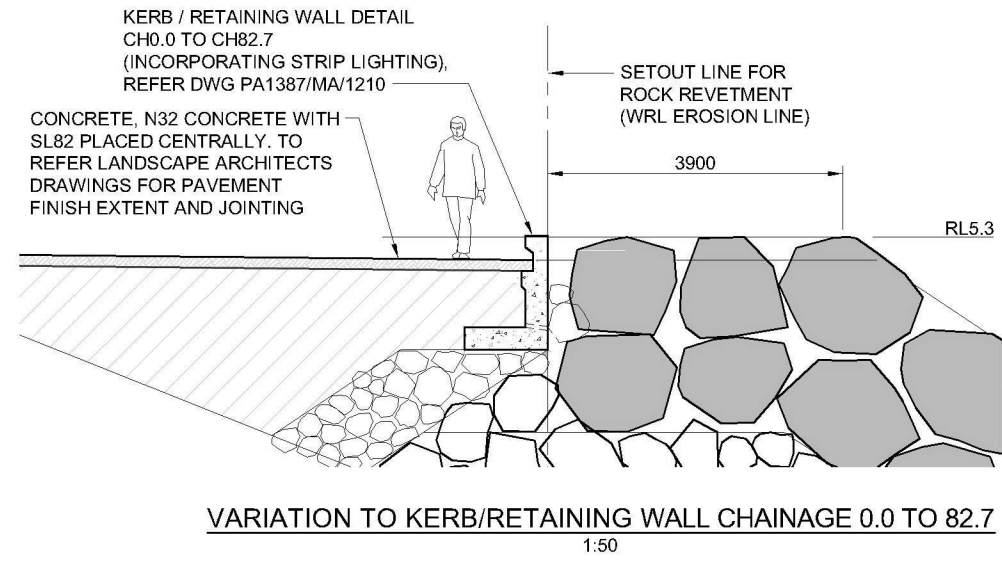 KERB / RETAINING WALL DETAIL
CH0.0 TO CH82.7
(INCORPORATING STRIP LIGHTING),
REFER DWG PA1387/MA/1210
CONCRETE, N32 CONCRETE WITH
SL82 PLACED CENTRALLY. TO
REFER LANDSCAPE ARCHITECTS
DRAWINGS FOR PAVEMENT
FINISH EXTENT AND JOINTING
SETOUT LINE FOR
ROCK REVETMENT
(WRL EROSION LINE)
3900
RL5.3
VARIATION TO KERB/RETAINING WALL CHAINAGE 0.0 TO 82.7
1:50